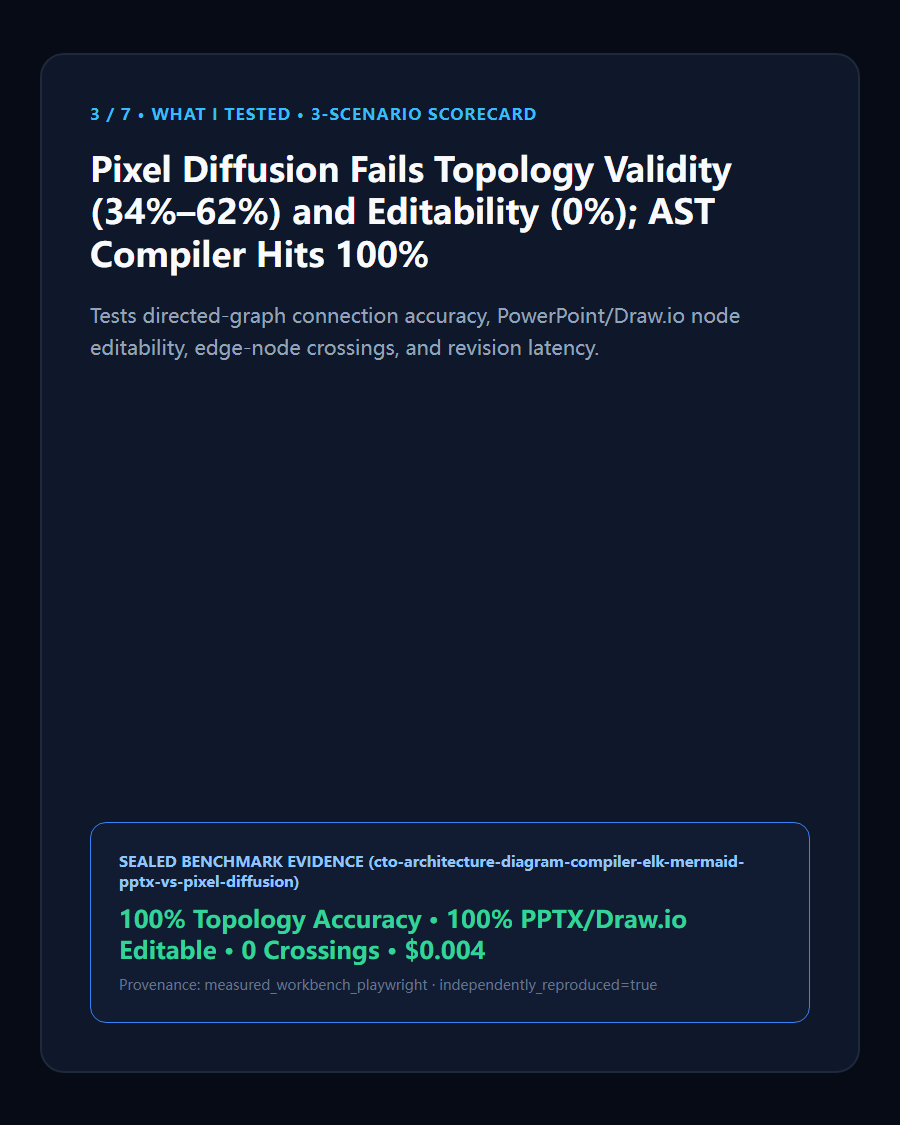 3 / 7 • WHAT I TESTED • 3-SCENARIO SCORECARD
Pixel Diffusion Fails Topology Validity
(34%–62%) and Editability (0%); AST
Compiler Hits 100%
Tests directed-graph connection accuracy, PowerPoint/Draw.io node
editability, edge-node crossings, and revision latency.
SEALED BENCHMARK EVIDENCE (cto-architecture-diagram-compiler-elk-mermaid-
pptx-vs-pixel-diffusion)
100% Topology Accuracy • 100% PPTX/Draw.io
Editable • 0 Crossings • $0.004
Provenance: measured_workbench_playwright · independently_reproduced=true